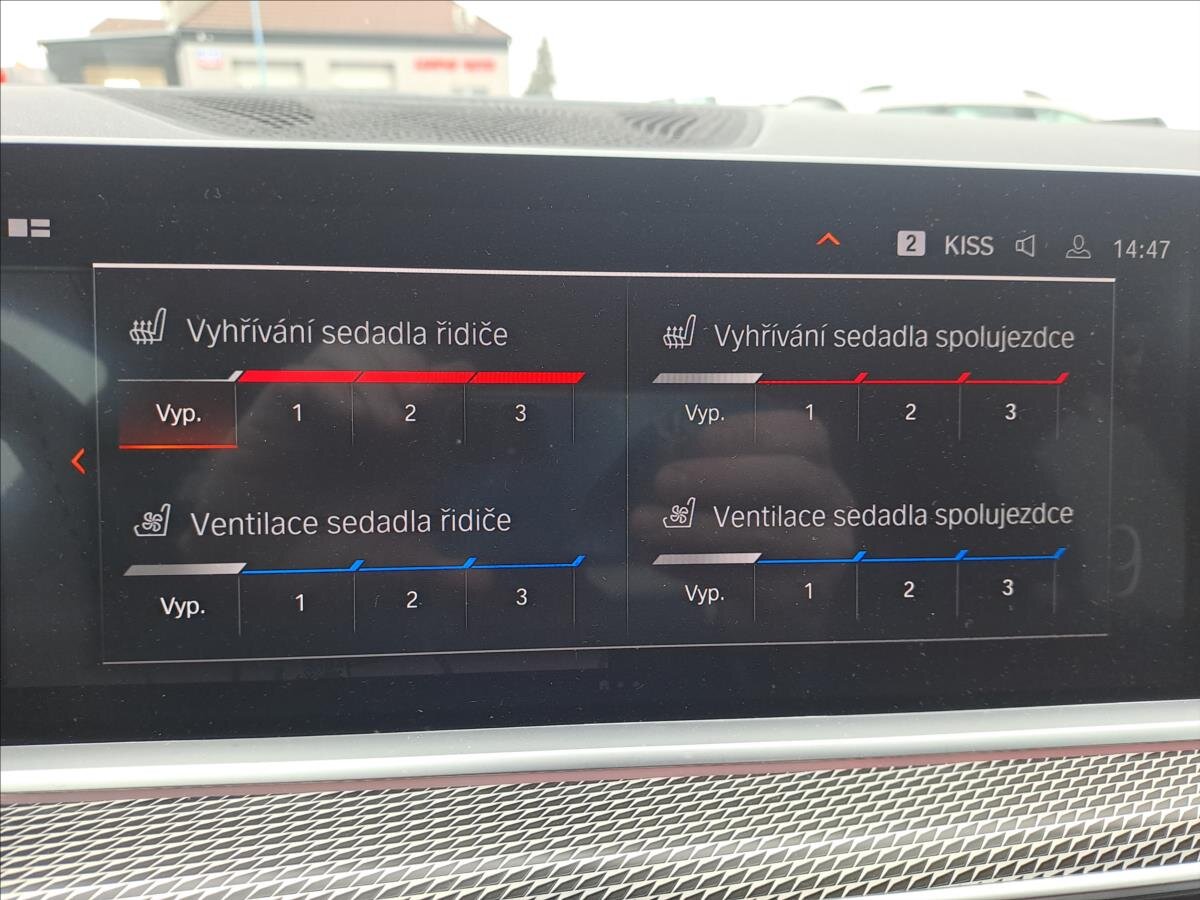 2 KISS 14:47
Vyhřívání sedadla řidiče
Vyp. 1 2 3
Vyhřívání sedadla spolujezdce
Vyp. 1 2 3
Ventilace sedadla řidiče
Vyp. 1 2 3
Ventilace sedadla spolujezdce
Vyp. 1 2 3